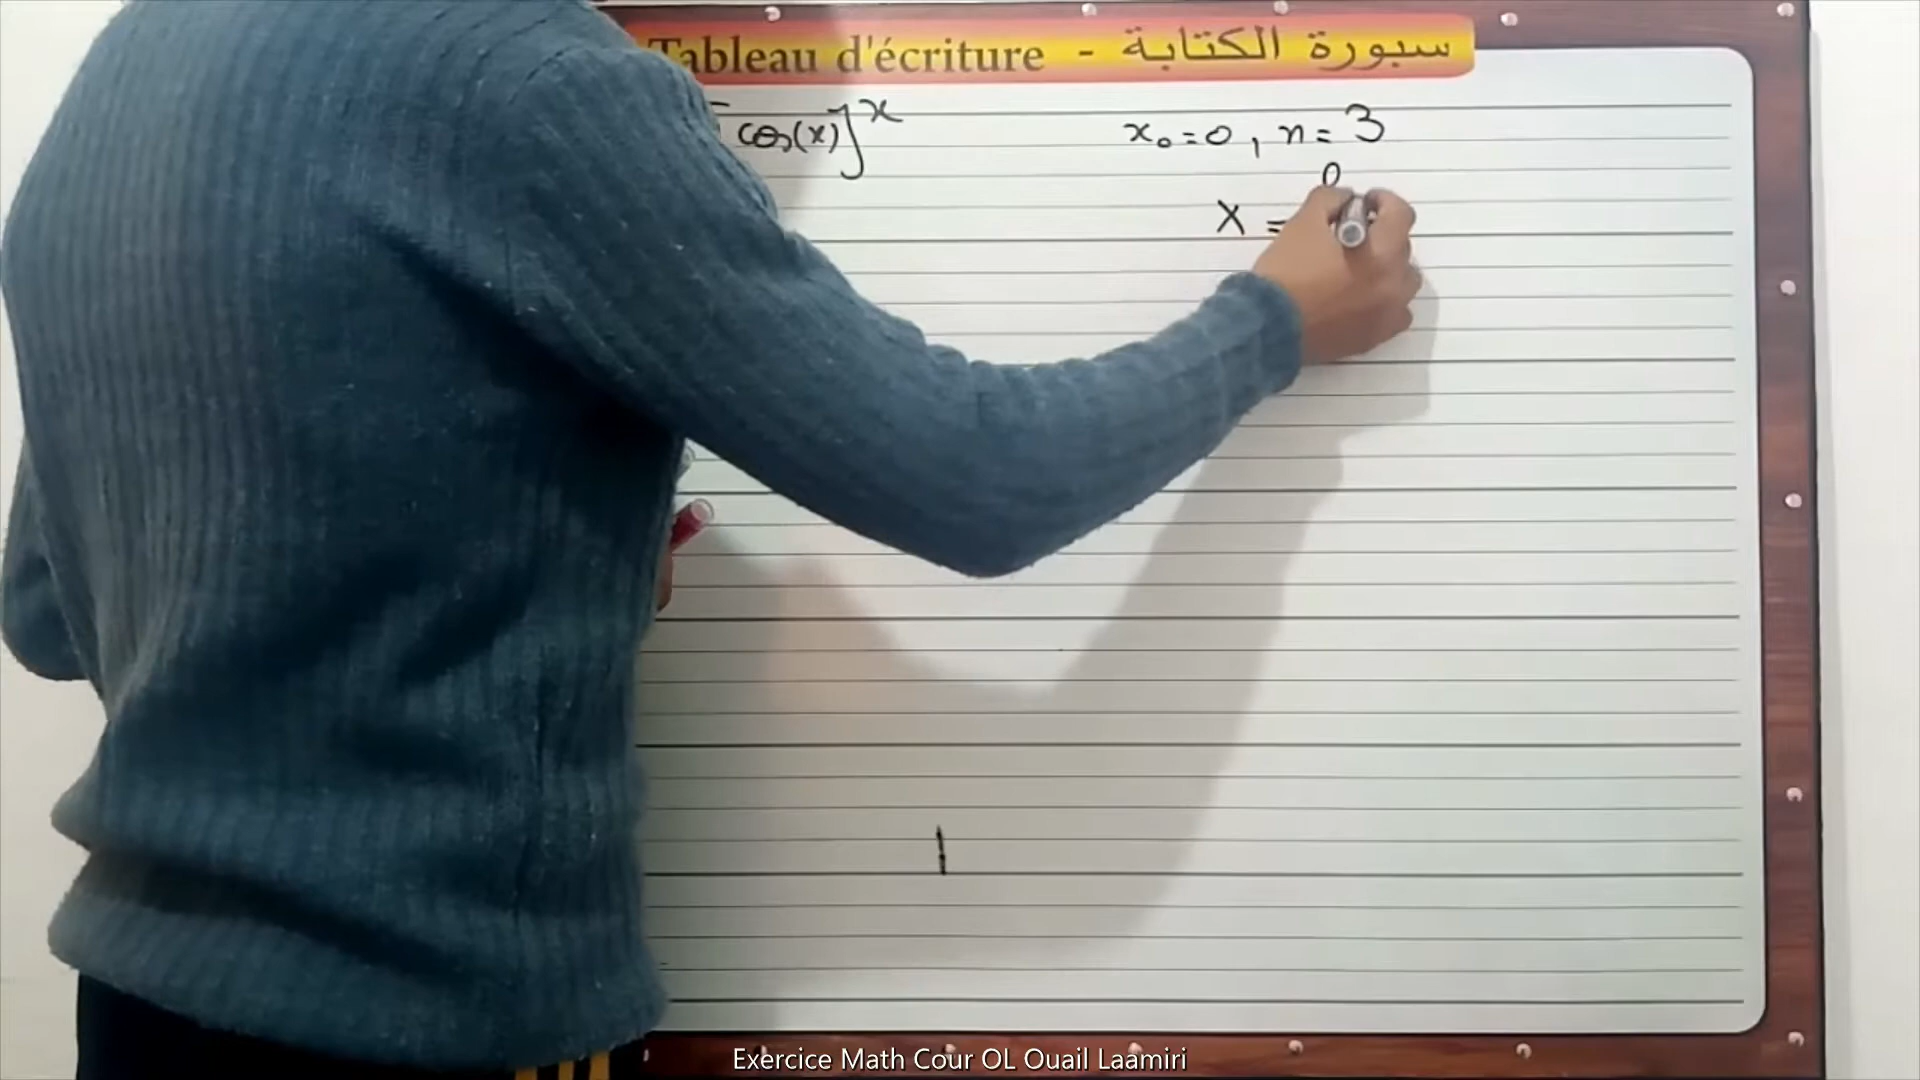 Tableau d'écriture - سبورة الكتابة
cos(x)]^x x₀=0, n=3
X =
Exercice Math Cour OL Ouail Laamiri